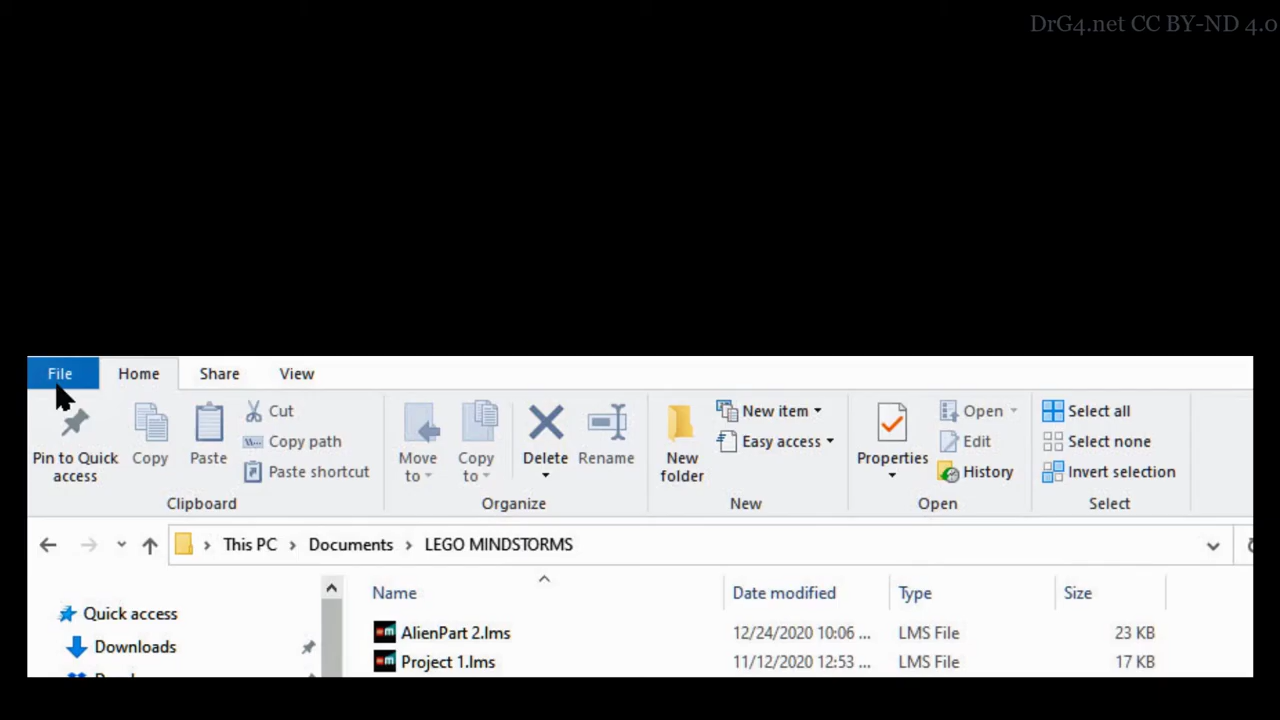 DrG4.net CC BY-ND 4.0
File Home Share View
Pin to Quick access
Copy
Paste
Cut
Copy path
Paste shortcut
Clipboard
Move to
Copy to
Delete
Rename
Organize
New folder
New item
Easy access
New
Properties
Open
Edit
History
Open
Select all
Select none
Invert selection
Select
This PC > Documents > LEGO MINDSTORMS
Quick access
Downloads
Name Date modified Type Size
AlienPart 2.lms 12/24/2020 10:06 ... LMS File 23 KB
Project 1.lms 11/12/2020 12:53 ... LMS File 17 KB